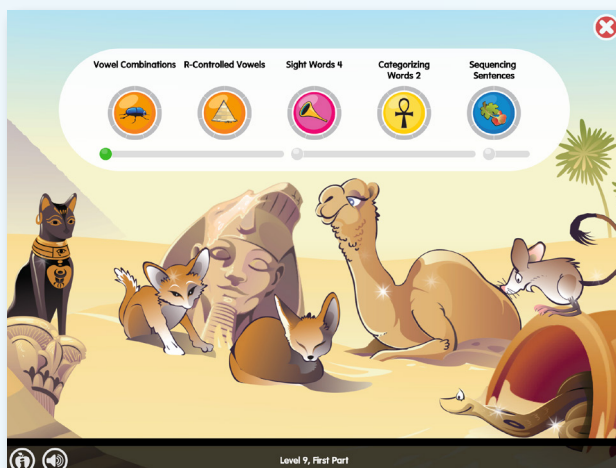 Vowel Combinations
R-Controlled Vowels
Sight Words 4
Categorizing
Words 2
Sequencing
Sentences
Level 9, First Part